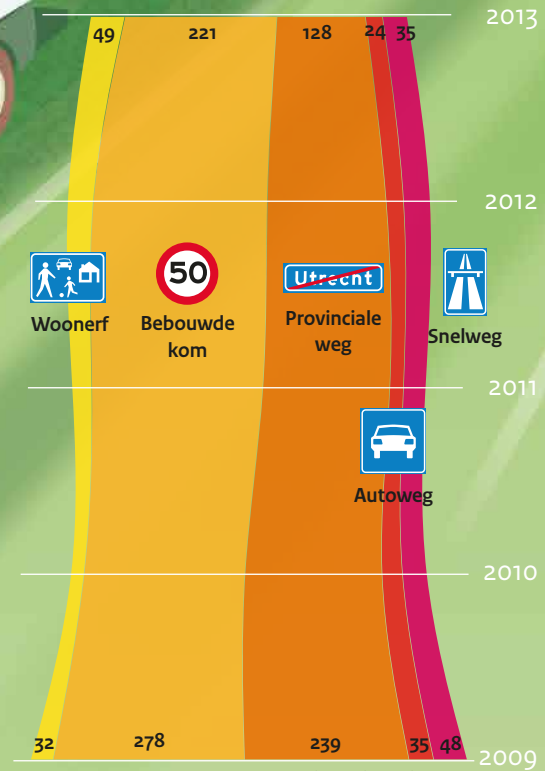 2013
49 221 128 24 35
2012
50
Utrecht
Woonerf
Bebouwde
kom
Provinciale
weg
Snelweg
2011
Autoweg
2010
32 278 239 35 48
2009